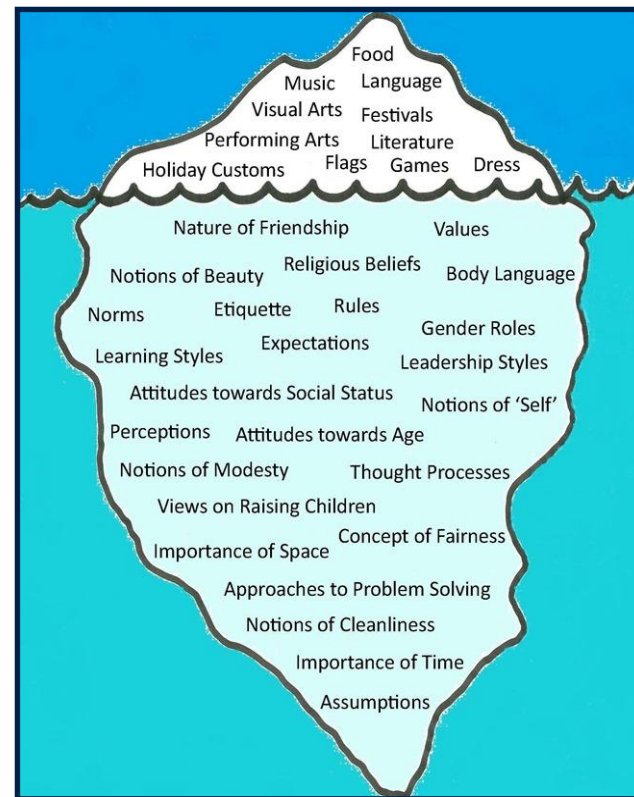 Food
Music Language
Visual Arts Festivals
Performing Arts Literature
Holiday Customs Flags Games Dress
Nature of Friendship Values
Notions of Beauty Religious Beliefs Body Language
Norms Etiquette Rules Gender Roles
Learning Styles Expectations Leadership Styles
Attitudes towards Social Status Notions of ‘Self’
Perceptions Attitudes towards Age
Notions of Modesty Thought Processes
Views on Raising Children
Importance of Space Concept of Fairness
Approaches to Problem Solving
Notions of Cleanliness
Importance of Time
Assumptions